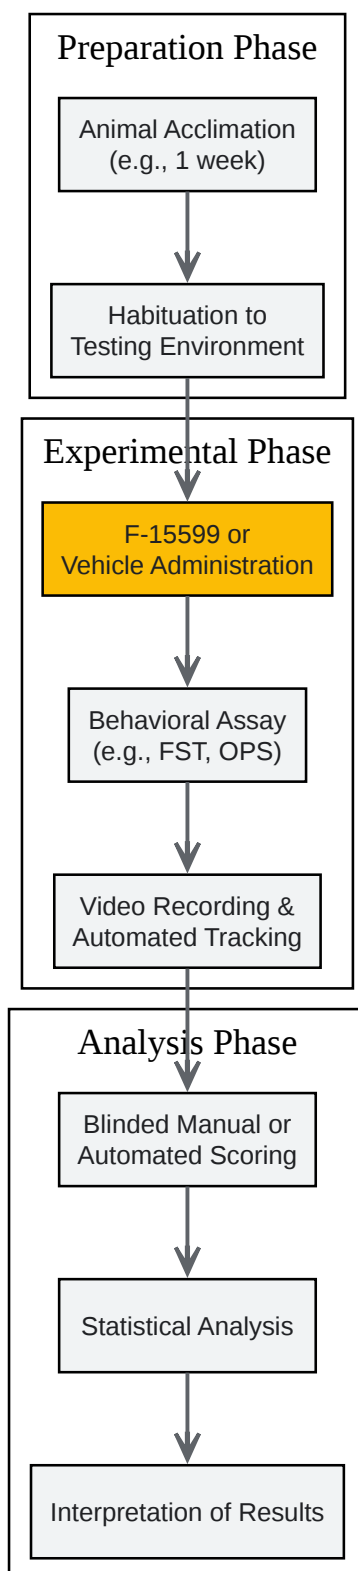 Preparation Phase
Animal Acclimation
(e.g., 1 week)
Habituation to
Testing Environment
Experimental Phase
F-15599 or
Vehicle Administration
Behavioral Assay
(e.g., FST, OPS)
Video Recording &
Automated Tracking
Analysis Phase
Blinded Manual or
Automated Scoring
Statistical Analysis
Interpretation of Results